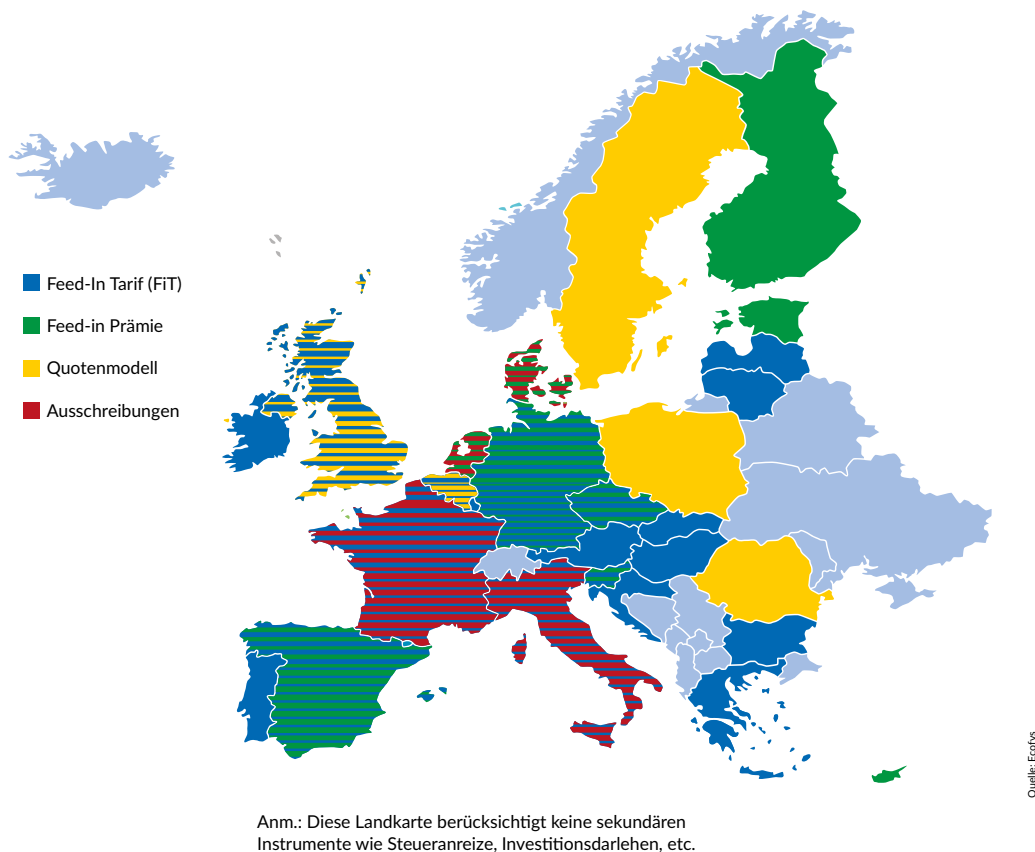 Feed-In Tarif (FiT)
Feed-in Prämie
Quotenmodell
Ausschreibungen
Quelle: Ecofys
Anm.: Diese Landkarte berücksichtigt keine sekundären
Instrumente wie Steueranreize, Investitionsdarlehen, etc.